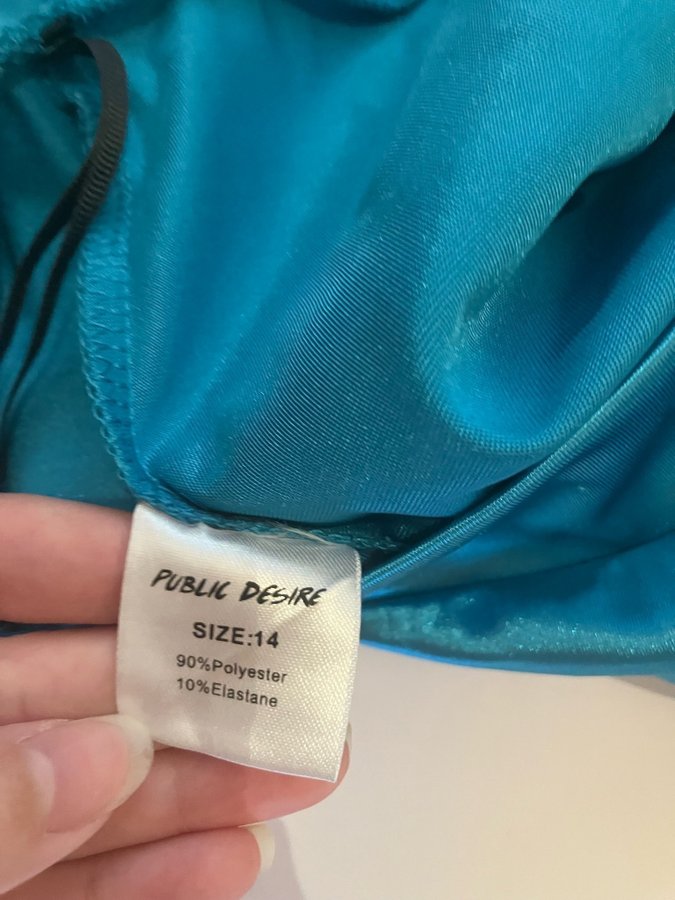 PUBLIC DESIRE
SIZE:14
90%Polyester
10%Elastane